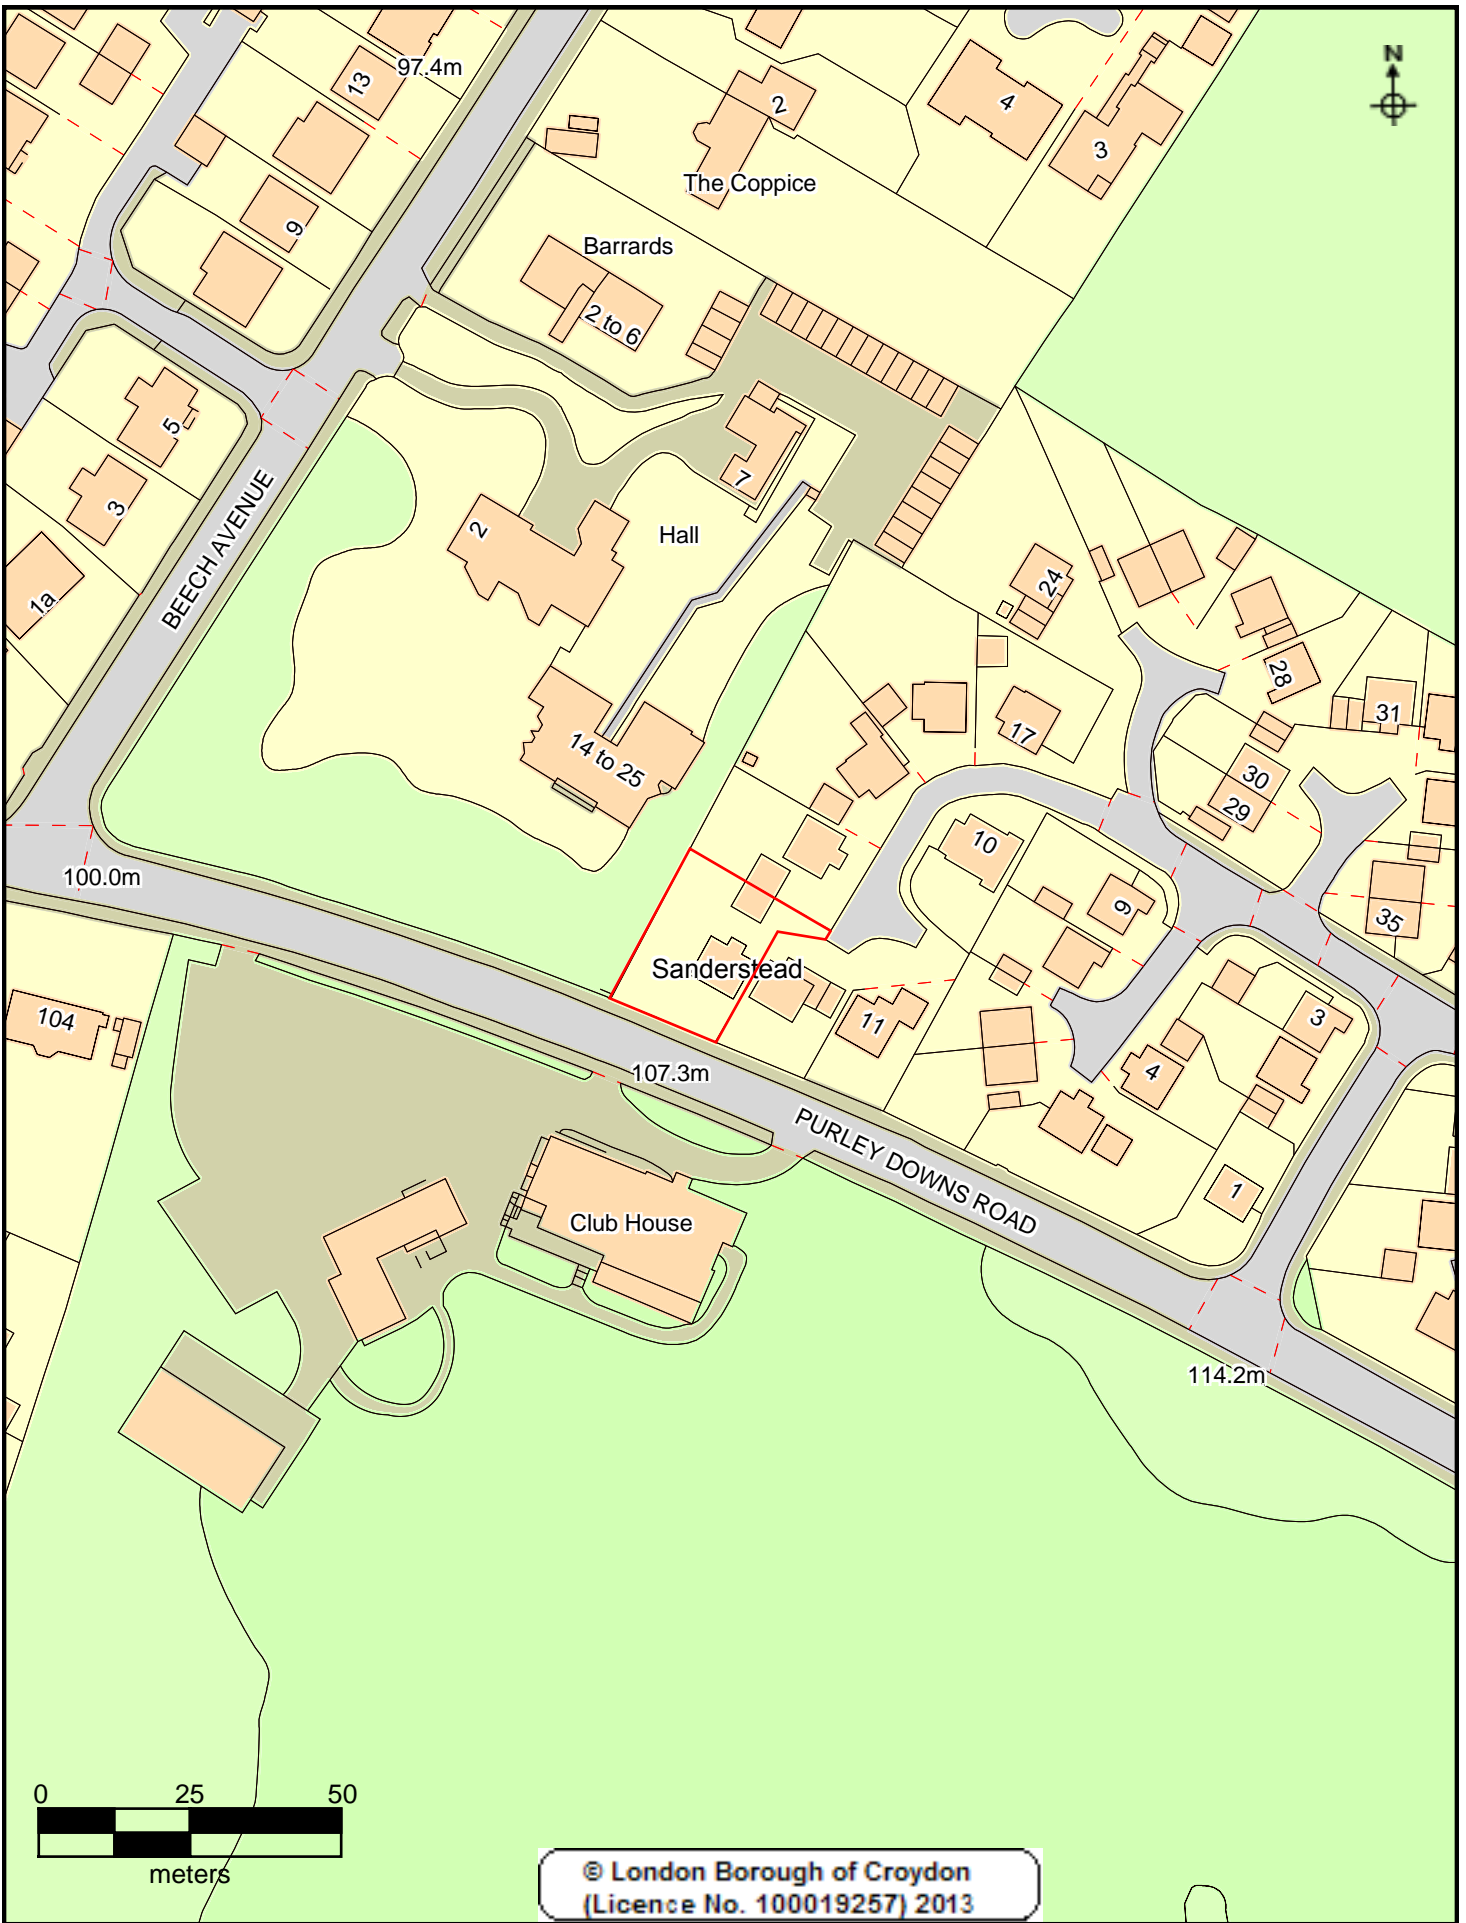 97.4m
13
2
4
3
N
The Coppice
9
Barrards
2 to 6
5
3
7
2
Hall
BEECH AVENUE
1a
24
28
31
17
14 to 25
30
29
10
100.0m
9
35
Sanderstead
104
11
3
107.3m
4
PURLEY DOWNS ROAD
1
Club House
114.2m
0 25 50
meters
© London Borough of Croydon
(Licence No. 100019257) 2013